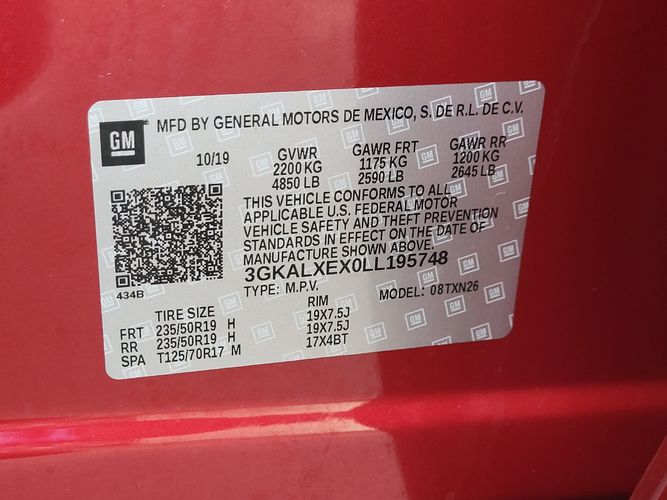 GM
MFD BY GENERAL MOTORS DE MEXICO, S. DE R.L. DE C.V.
10/19 GVWR GAWR FRT GAWR RR
2200 KG 1175 KG 1200 KG
4850 LB 2590 LB 2645 LB
THIS VEHICLE CONFORMS TO ALL
APPLICABLE U.S. FEDERAL MOTOR
VEHICLE SAFETY AND THEFT PREVENTION
STANDARDS IN EFFECT ON THE DATE OF
MANUFACTURE SHOWN ABOVE.
3GKALXEX0LL195748
434B TYPE: M.P.V. MODEL: 08TXN26
TIRE SIZE RIM
FRT 235/50R19 H 19X7.5J
RR 235/50R19 H 19X7.5J
SPA T125/70R17 M 17X4BT